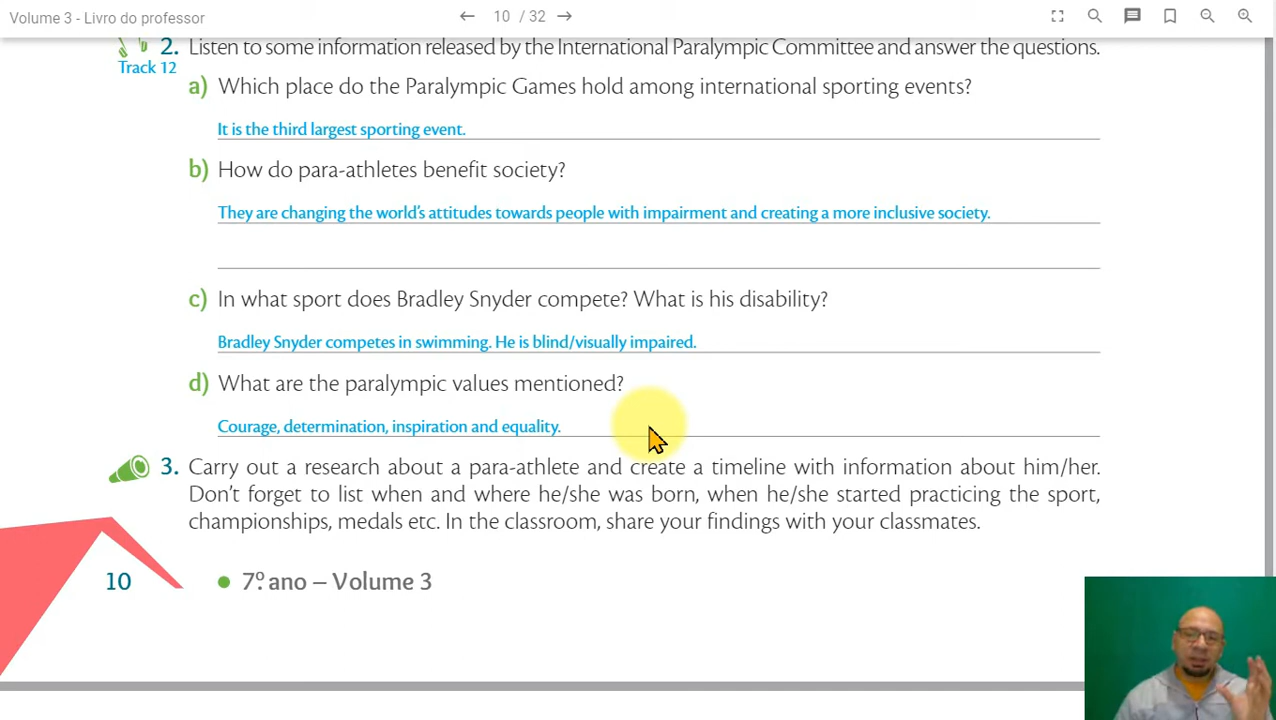 Volume 3 - Livro do professor
10 / 32
2. Listen to some information released by the International Paralympic Committee and answer the questions.
Track 12
a) Which place do the Paralympic Games hold among international sporting events?
It is the third largest sporting event.
b) How do para-athletes benefit society?
They are changing the world's attitudes towards people with impairment and creating a more inclusive society.
c) In what sport does Bradley Snyder compete? What is his disability?
Bradley Snyder competes in swimming. He is blind/visually impaired.
d) What are the paralympic values mentioned?
Courage, determination, inspiration and equality.
3. Carry out a research about a para-athlete and create a timeline with information about him/her.
Don't forget to list when and where he/she was born, when he/she started practicing the sport,
championships, medals etc. In the classroom, share your findings with your classmates.
10 • 7º. ano – Volume 3